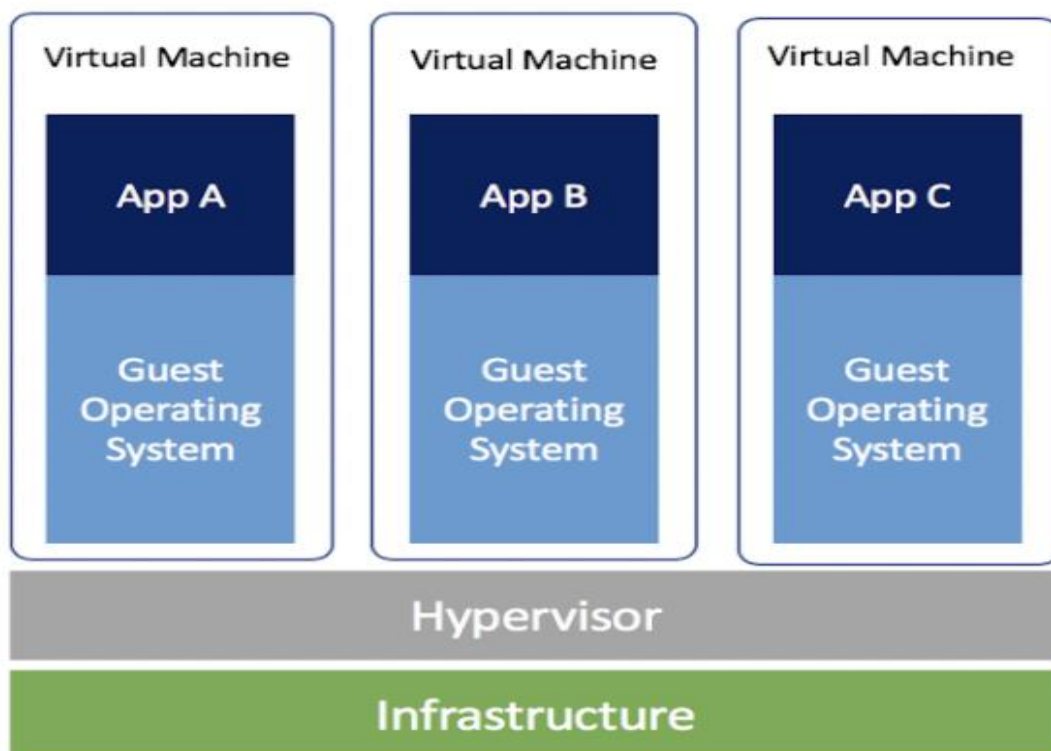 Virtual Machine
App A
Guest
Operating
System
Virtual Machine
App B
Guest
Operating
System
Virtual Machine
App C
Guest
Operating
System
Hypervisor
Infrastructure